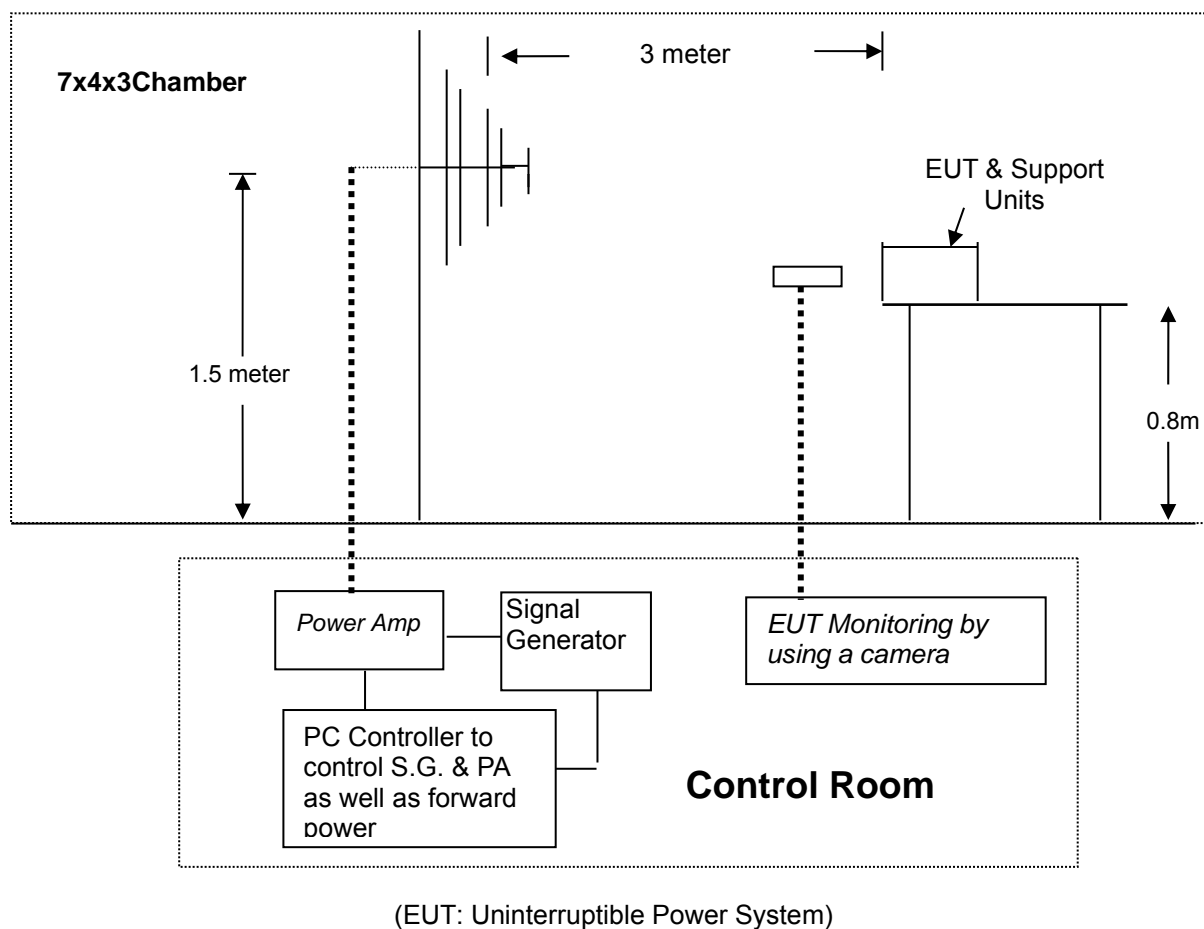 3 meter
7x4x3Chamber
EUT & Support
Units
1.5 meter
0.8m
Power Amp
Signal
Generator
EUT Monitoring by
using a camera
PC Controller to
control S.G. & PA
as well as forward
power
Control Room
(EUT: Uninterruptible Power System)